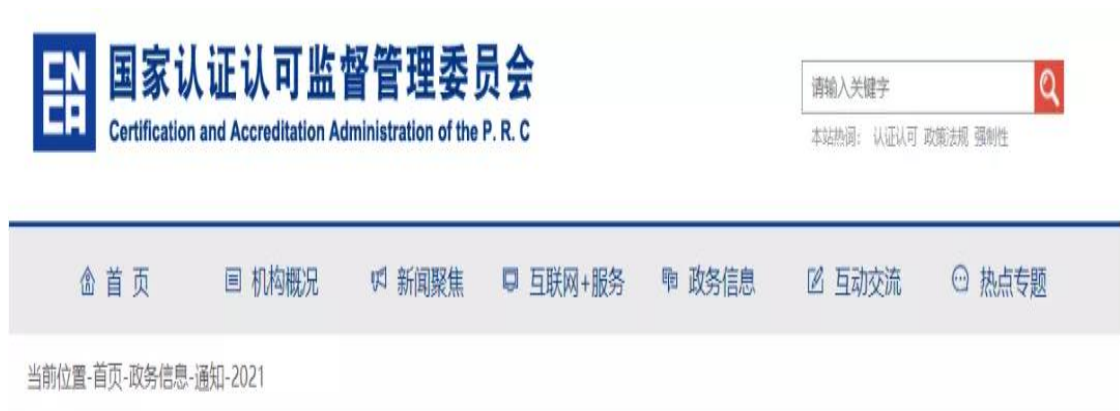 CNCA
国家认证认可监督管理委员会
Certification and Accreditation Administration of the P. R. C
请输入关键字
本站热词： 认证认可 政策法规 强制性
首 页 机构概况 新闻聚焦 互联网+服务 政务信息 互动交流 热点专题
当前位置-首页-政务信息-通知-2021